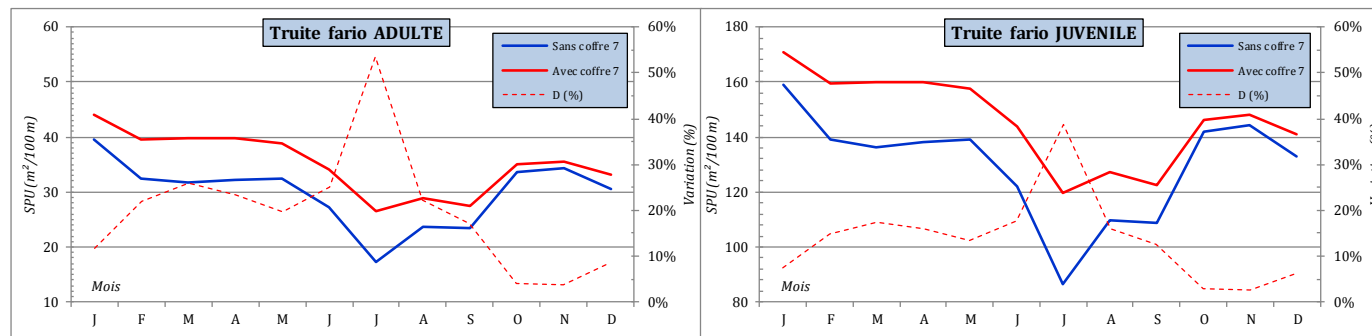 Truite fario ADULTE
Sans coffre 7
Avec coffre 7
D (%)
SPU (m²/100 m)
60
50
40
30
20
10
Mois
J F M A M J J A S O N D
60%
50%
40%
30%
20%
10%
0%
Variation (%)
Truite fario JUVENILE
Sans coffre 7
Avec coffre 7
D (%)
SPU (m²/100 m)
180
160
140
120
100
80
Mois
J F M A M J J A S O N D
60%
50%
40%
30%
20%
10%
0%